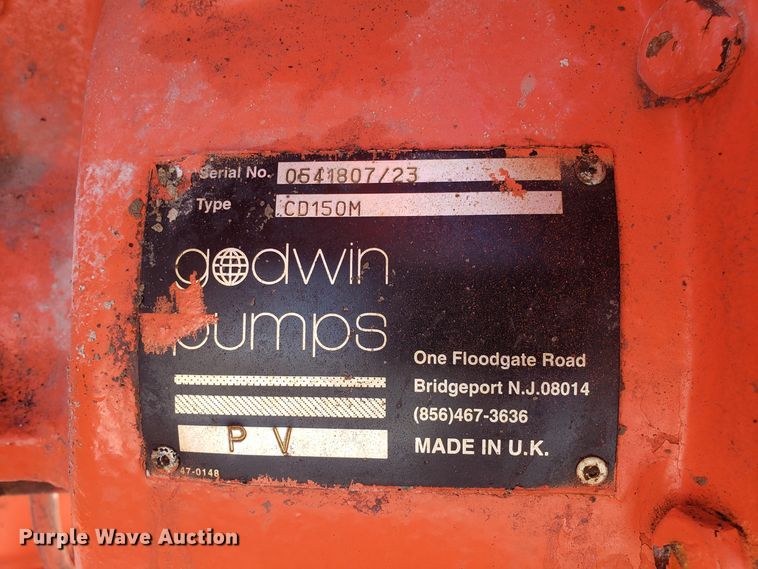 Serial No. 0541807/23
Type CD150M
godwin
pumps
One Floodgate Road
Bridgeport N.J.08014
(856)467-3636
P V
MADE IN U.K.
47-0148
Purple Wave Auction